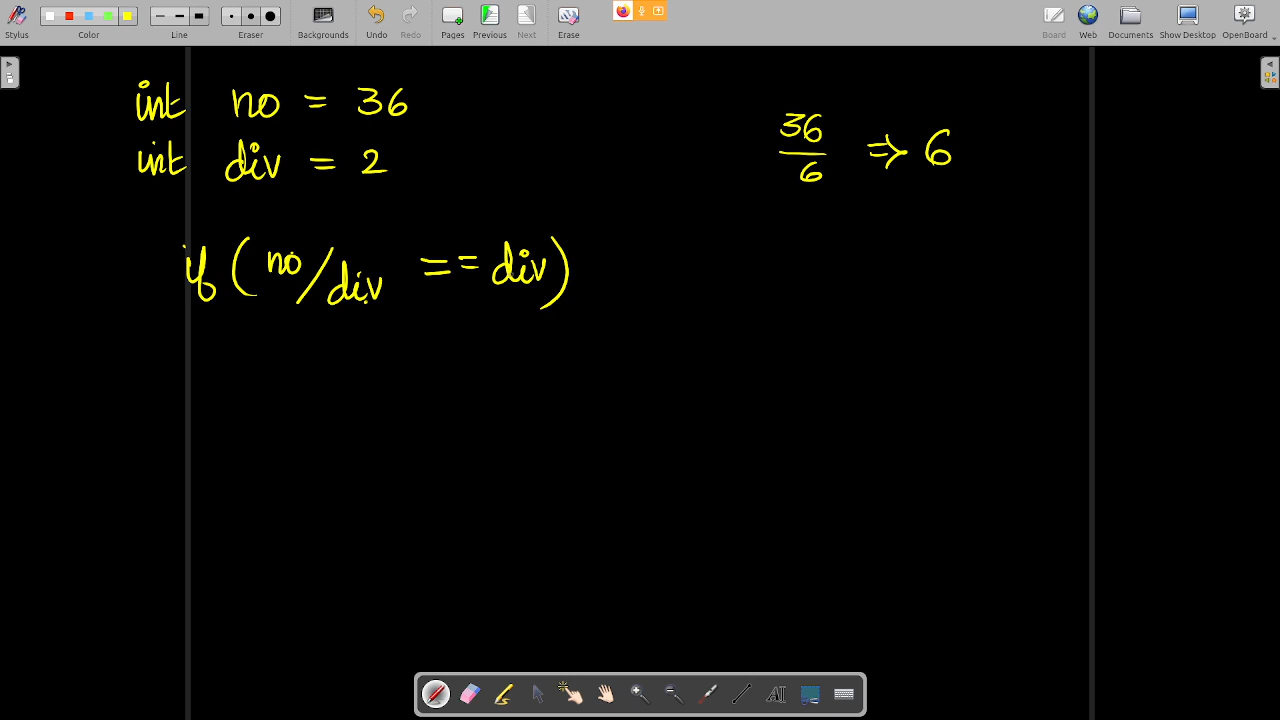 Stylus Color Line Eraser Backgrounds Undo Redo Pages Previous Next Erase Board Web Documents Show Desktop OpenBoard
int no = 36
int div = 2
36
6 => 6
if ( no/div == div )
AI